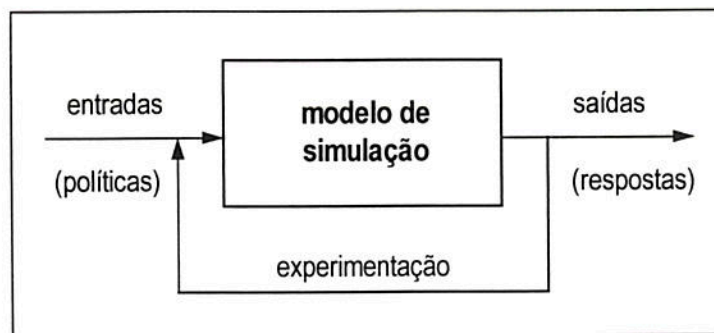 entradas
(políticas)
modelo de
simulação
saídas
(respostas)
experimentação